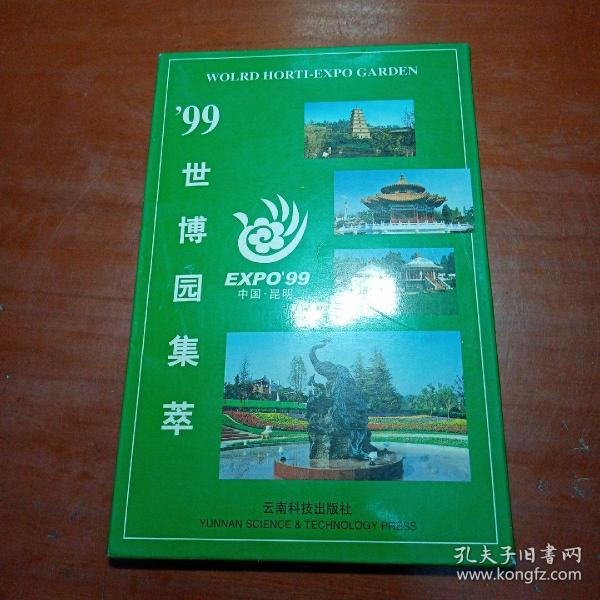 WOLRD HORTI-EXPO GARDEN
'99
世博园集萃
EXPO'99
中国·昆明
云南科技出版社
YUNNAN SCIENCE & TECHNOLOGY PRESS
孔夫子旧書网
www.kongfz.com